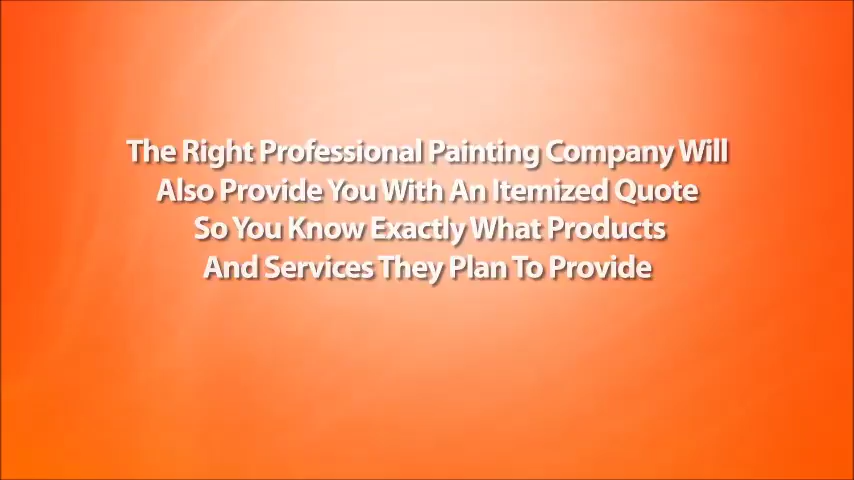 The Right Professional Painting Company Will
Also Provide You With An Itemized Quote
So You Know Exactly What Products
And Services They Plan To Provide